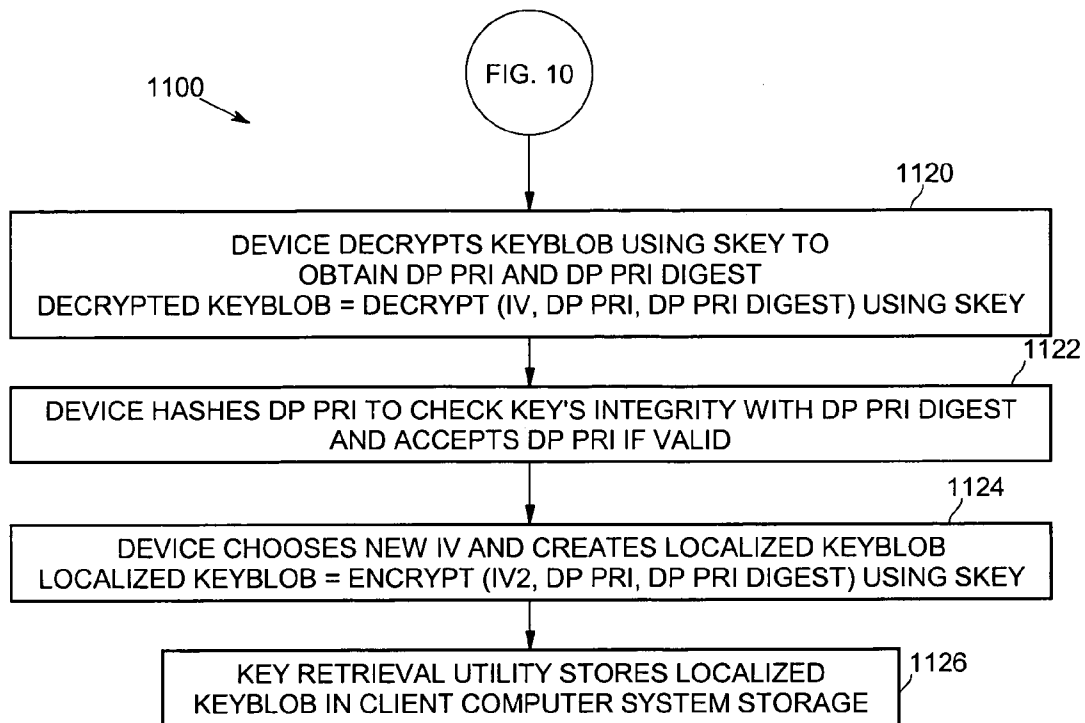 FIG. 10
1100
1120
DEVICE DECRYPTS KEYBLOB USING SKEY TO
OBTAIN DP PRI AND DP PRI DIGEST
DECRYPTED KEYBLOB = DECRYPT (IV, DP PRI, DP PRI DIGEST) USING SKEY
1122
DEVICE HASHES DP PRI TO CHECK KEY'S INTEGRITY WITH DP PRI DIGEST
AND ACCEPTS DP PRI IF VALID
1124
DEVICE CHOOSES NEW IV AND CREATES LOCALIZED KEYBLOB
LOCALIZED KEYBLOB = ENCRYPT (IV2, DP PRI, DP PRI DIGEST) USING SKEY
KEY RETRIEVAL UTILITY STORES LOCALIZED
KEYBLOB IN CLIENT COMPUTER SYSTEM STORAGE
1126